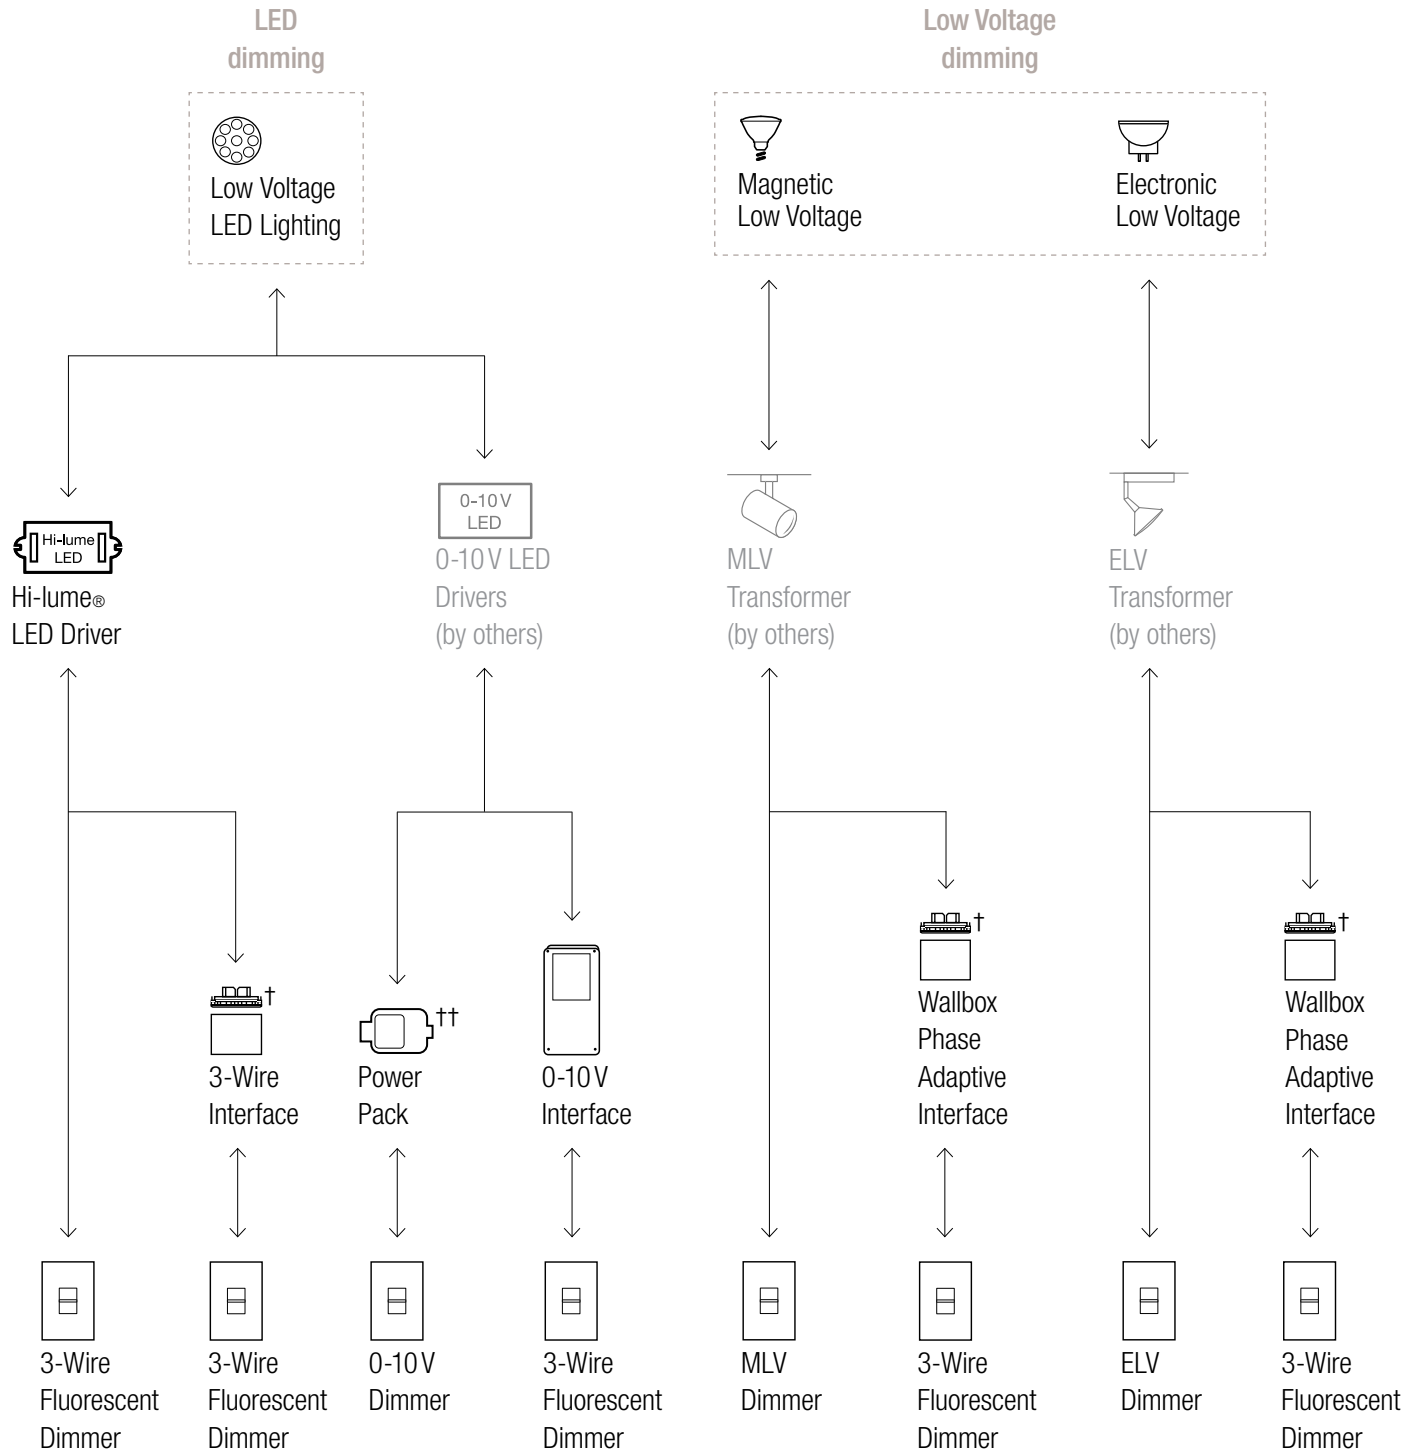 LED
dimming
Low Voltage
dimming
Low Voltage
LED Lighting
Magnetic
Low Voltage
Electronic
Low Voltage
Hi-lume
LED
Hi-lume®
LED Driver
0-10 V
LED
0-10 V LED
Drivers
(by others)
MLV
Transformer
(by others)
ELV
Transformer
(by others)
†
3-Wire
Interface
††
Power
Pack
0-10 V
Interface
†
Wallbox
Phase
Adaptive
Interface
†
Wallbox
Phase
Adaptive
Interface
3-Wire
Fluorescent
Dimmer
3-Wire
Fluorescent
Dimmer
0-10 V
Dimmer
3-Wire
Fluorescent
Dimmer
MLV
Dimmer
3-Wire
Fluorescent
Dimmer
ELV
Dimmer
3-Wire
Fluorescent
Dimmer